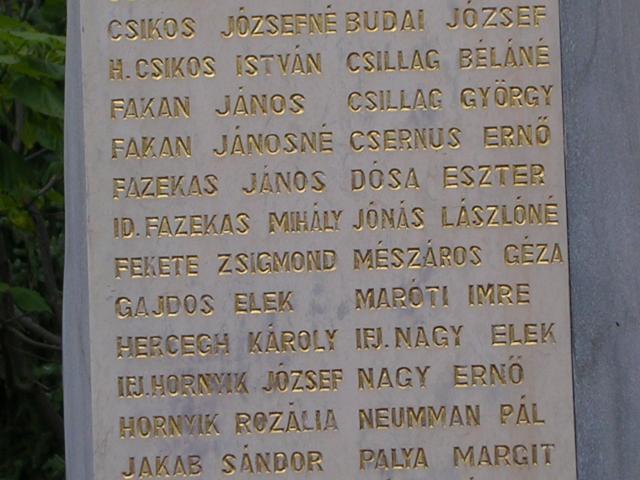 CSIKOS JÓZSEFNÉ BUDAI JÓZSEF
H. CSIKOS ISTVÁN CSILLAG BÉLÁNÉ
FAKAN JÁNOS CSILLAG GYÖRGY
FAKAN JÁNOSNÉ CSERNUS ERNŐ
FAZEKAS JÁNOS DÓSA ESZTER
ID. FAZEKAS MIHÁLY JÓNÁS LÁSZLÓNÉ
FEKETE ZSIGMOND MÉSZÁROS GÉZA
GAJDOS ELEK MARÓTI IMRE
HERCEGH KÁROLY IFJ. NAGY ELEK
IFJ. HORNYIK JÓZSEF NAGY ERNŐ
HORNYIK ROZÁLIA NEUMMAN PÁL
JAKAB SÁNDOR PALYA MARGIT